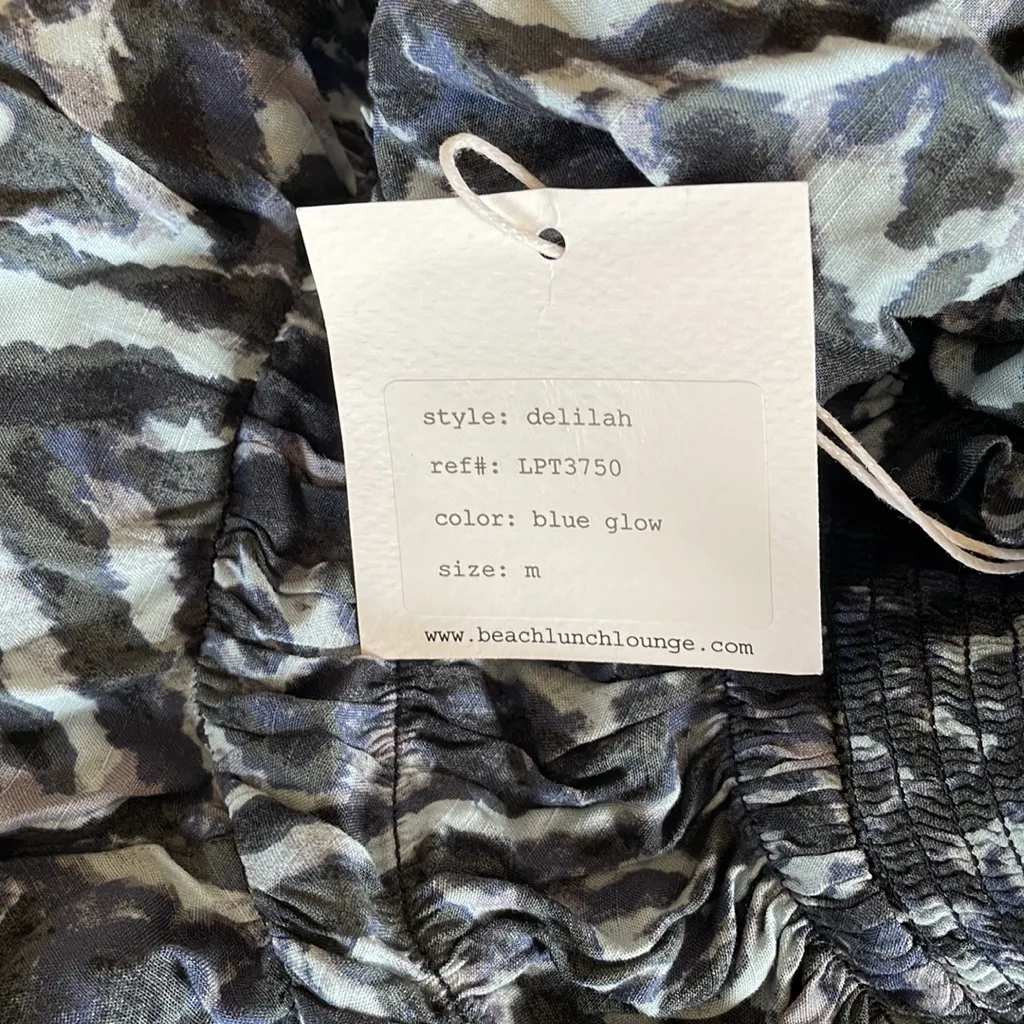 style: delilah
ref#: LPT3750
color: blue glow
size: m
www.beachlunchlounge.com